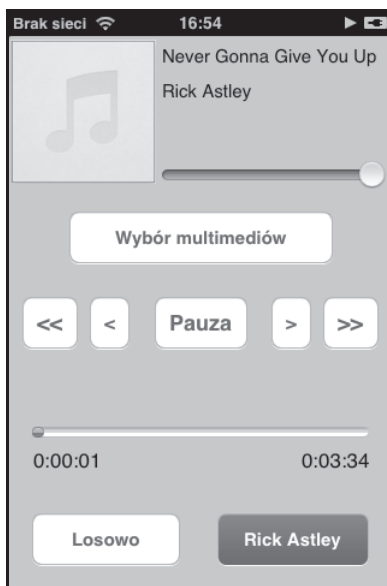 Brak sieci 16:54
Never Gonna Give You Up
Rick Astley
Wybór multimediów
<< < Pauza > >>
0:00:01 0:03:34
Losowo Rick Astley